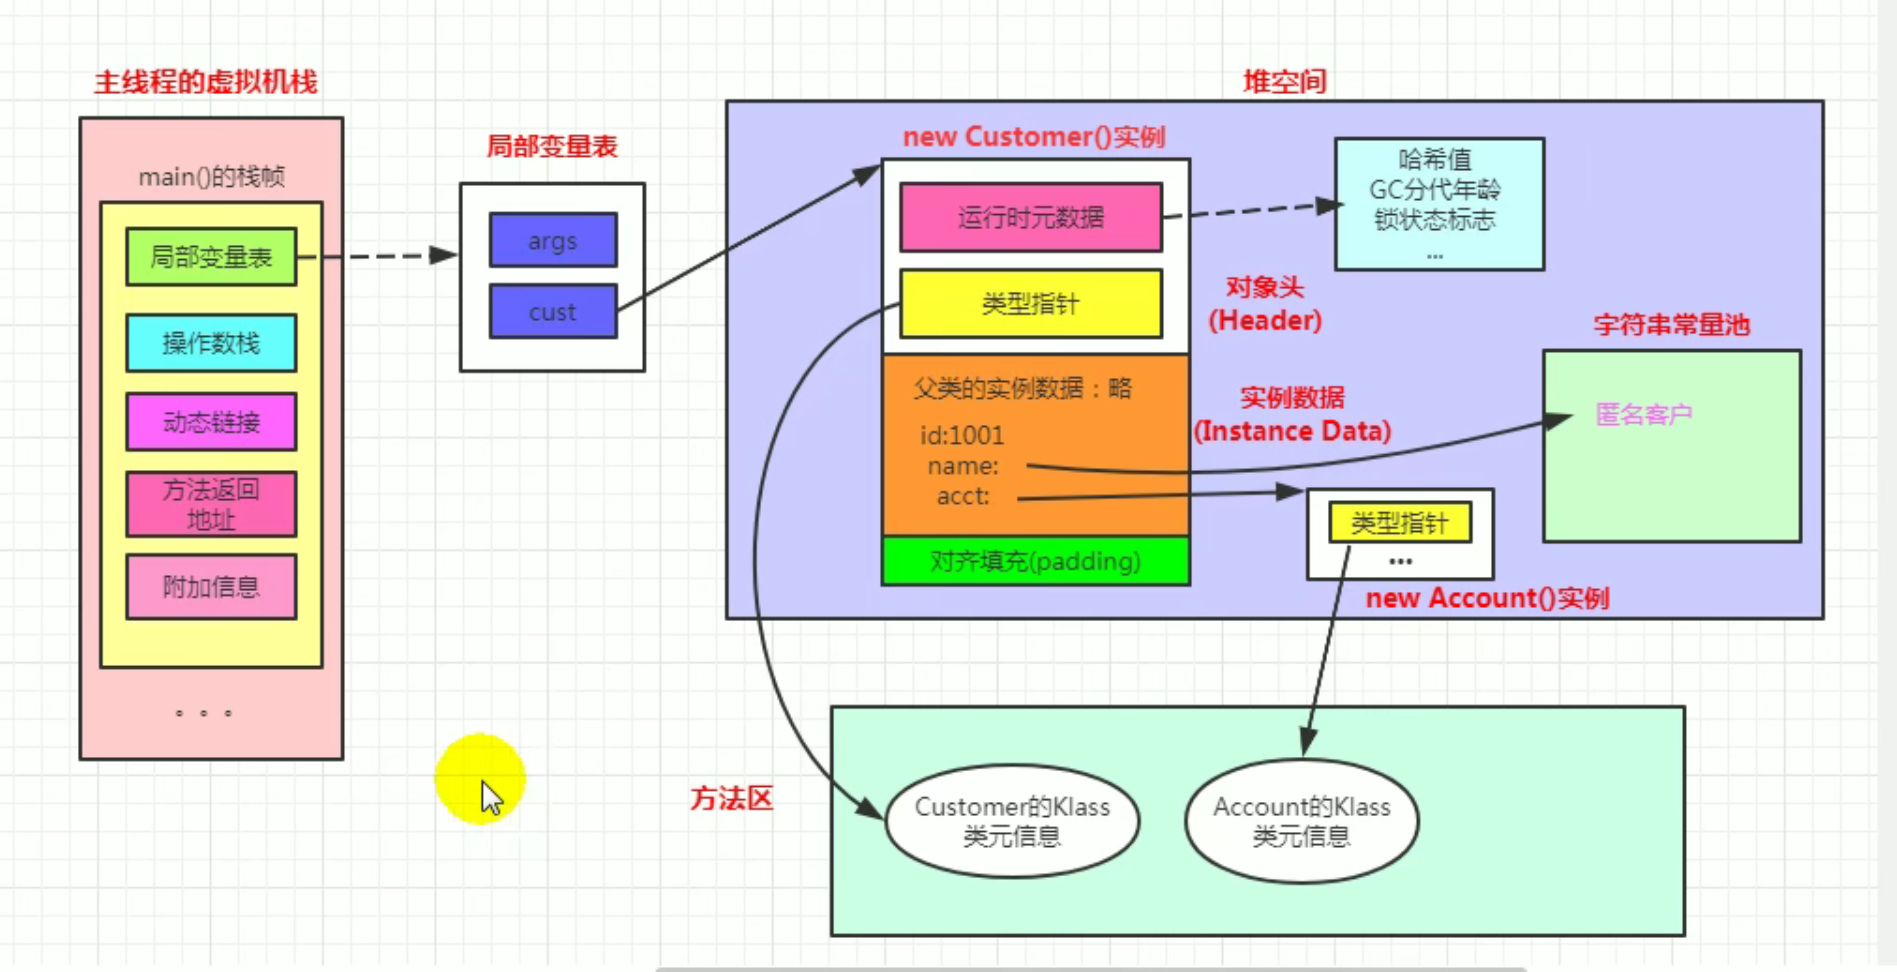 主线程的虚拟机栈
main()的栈帧
局部变量表
操作数栈
动态链接
方法返回
地址
附加信息
。。。
局部变量表
args
cust
堆空间
new Customer()实例
运行时元数据
类型指针
对象头
(Header)
哈希值
GC分代年龄
锁状态标志
...
父类的实例数据：略
id:1001
name:
acct:
实例数据
(Instance Data)
对齐填充(padding)
字符串常量池
匿名客户
类型指针
...
new Account()实例
方法区
Customer的Klass
类元信息
Account的Klass
类元信息